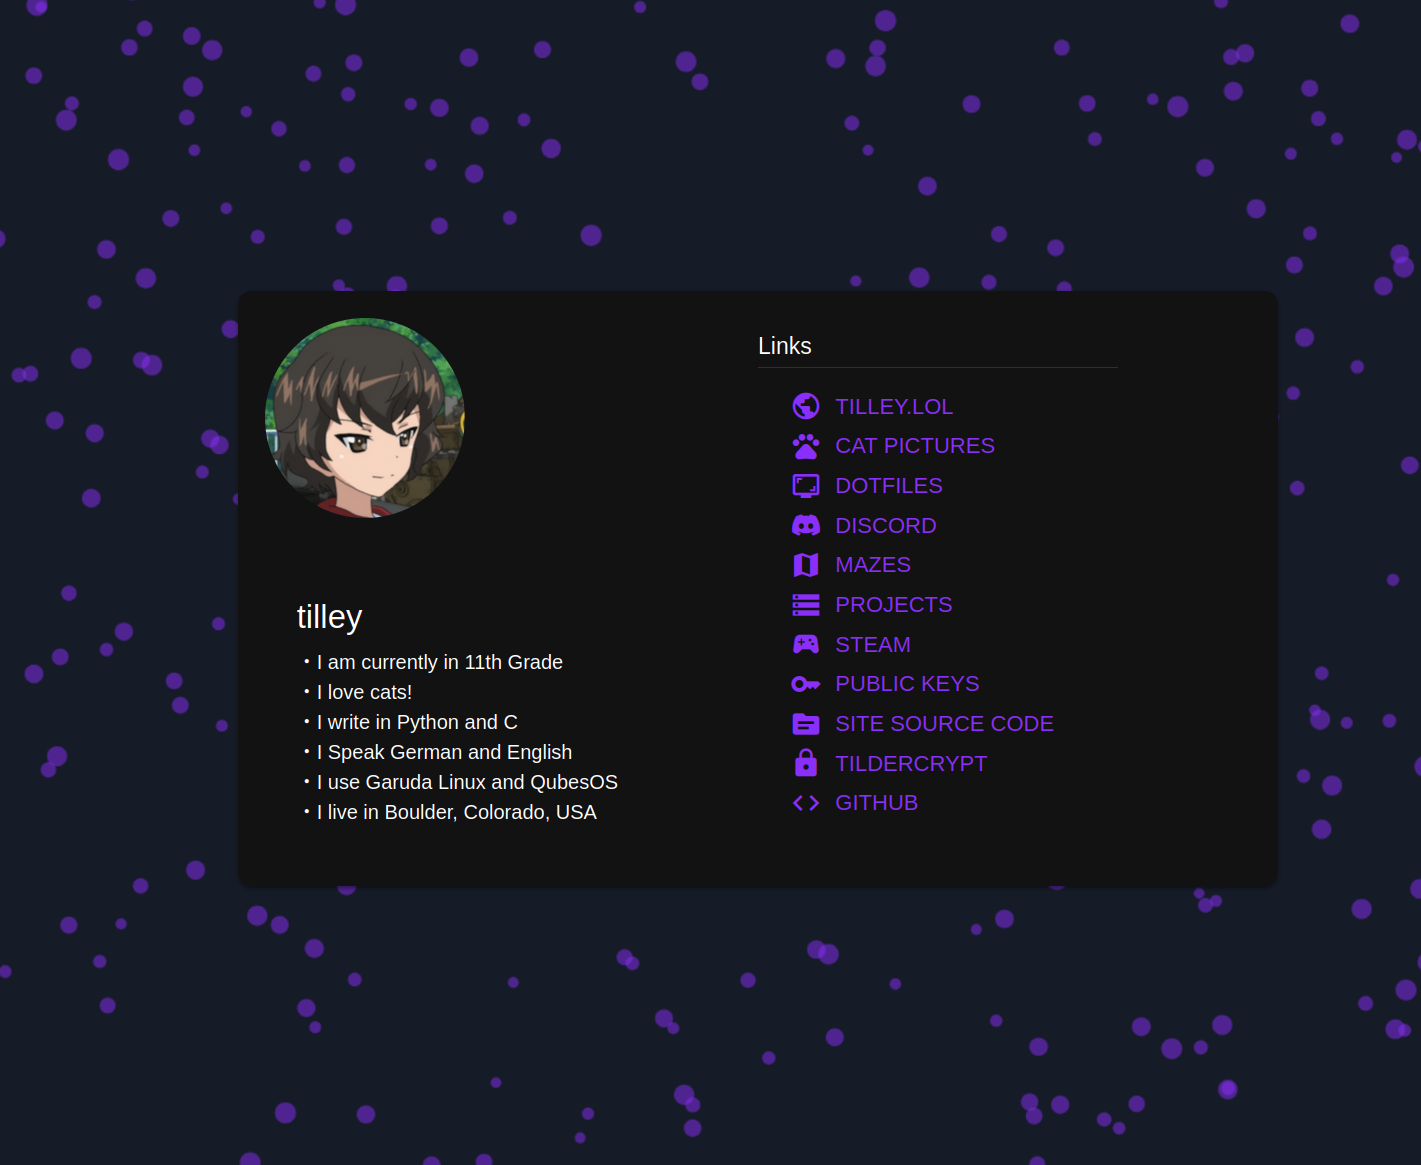 tilley
• I am currently in 11th Grade
• I love cats!
• I write in Python and C
• I Speak German and English
• I use Garuda Linux and QubesOS
• I live in Boulder, Colorado, USA
Links
TILLEY.LOL
CAT PICTURES
DOTFILES
DISCORD
MAZES
PROJECTS
STEAM
PUBLIC KEYS
SITE SOURCE CODE
TILDERCRYPT
GITHUB